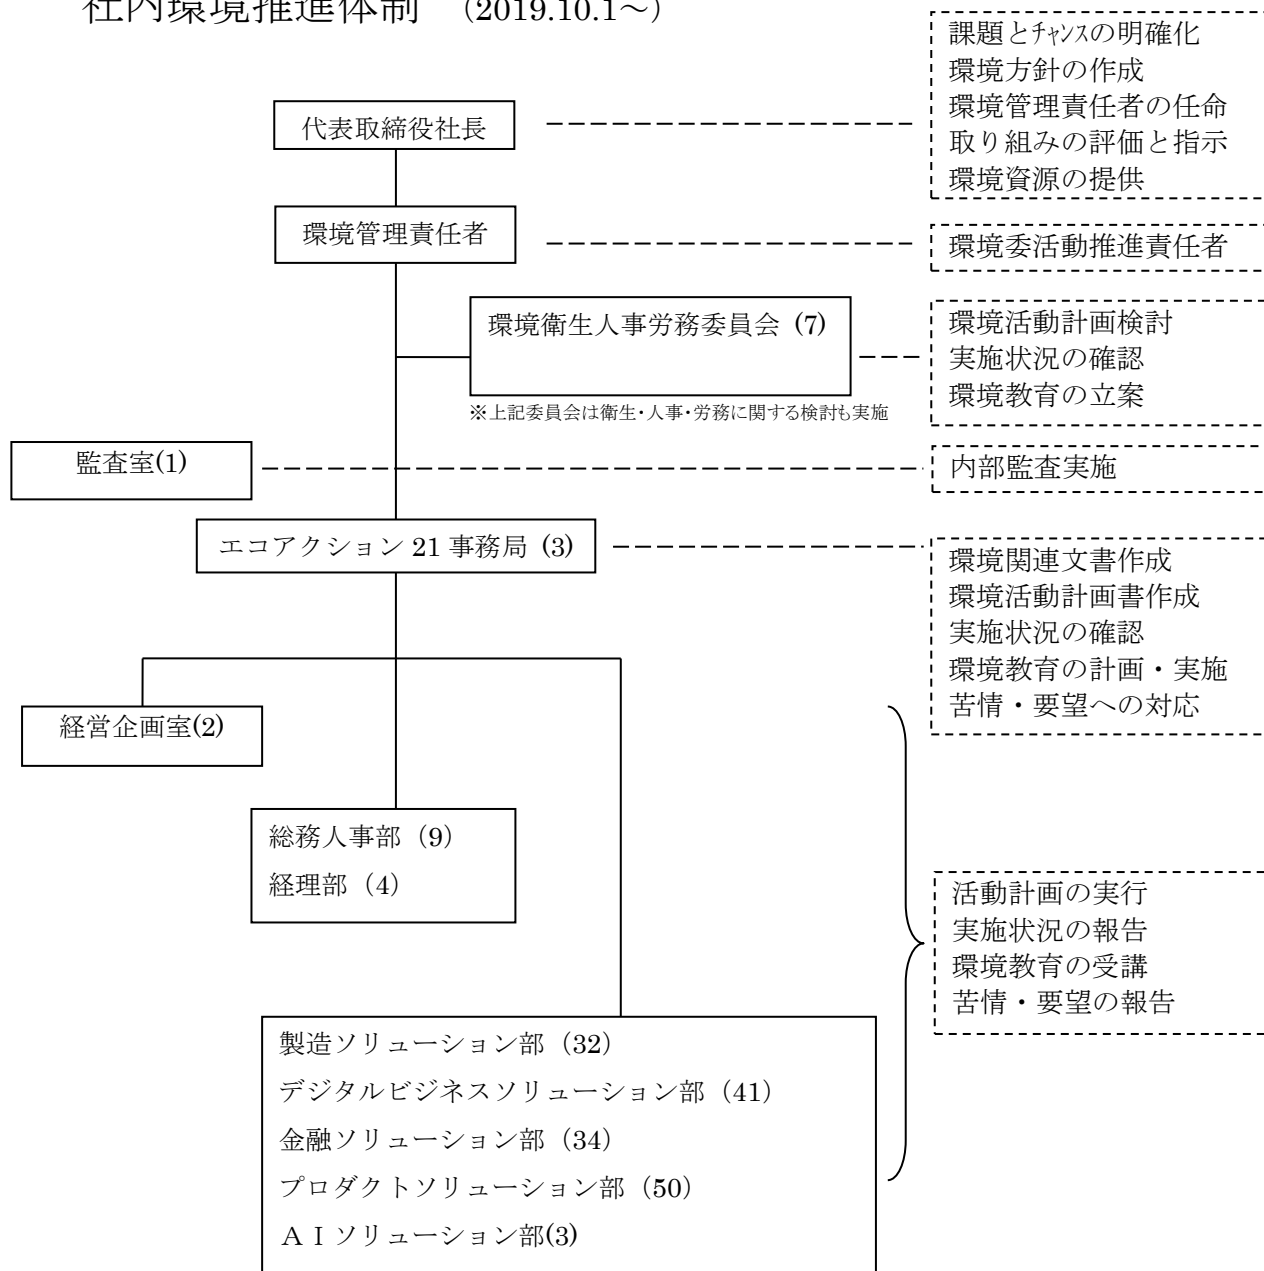 社内環境推進体制 (2019.10.1～)
代表取締役社長
課題とﾁｬﾝｽの明確化
環境方針の作成
環境管理責任者の任命
取り組みの評価と指示
環境資源の提供
環境管理責任者
環境委活動推進責任者
環境衛生人事労務委員会 (7)
※上記委員会は衛生・人事・労務に関する検討も実施
環境活動計画検討
実施状況の確認
環境教育の立案
監査室(1)
内部監査実施
エコアクション 21 事務局 (3)
環境関連文書作成
環境活動計画書作成
実施状況の確認
環境教育の計画・実施
苦情・要望への対応
経営企画室(2)
総務人事部（9）
経理部（4）
製造ソリューション部（32）
デジタルビジネスソリューション部（41）
金融ソリューション部（34）
プロダクトソリューション部（50）
ＡＩソリューション部(3)
活動計画の実行
実施状況の報告
環境教育の受講
苦情・要望の報告